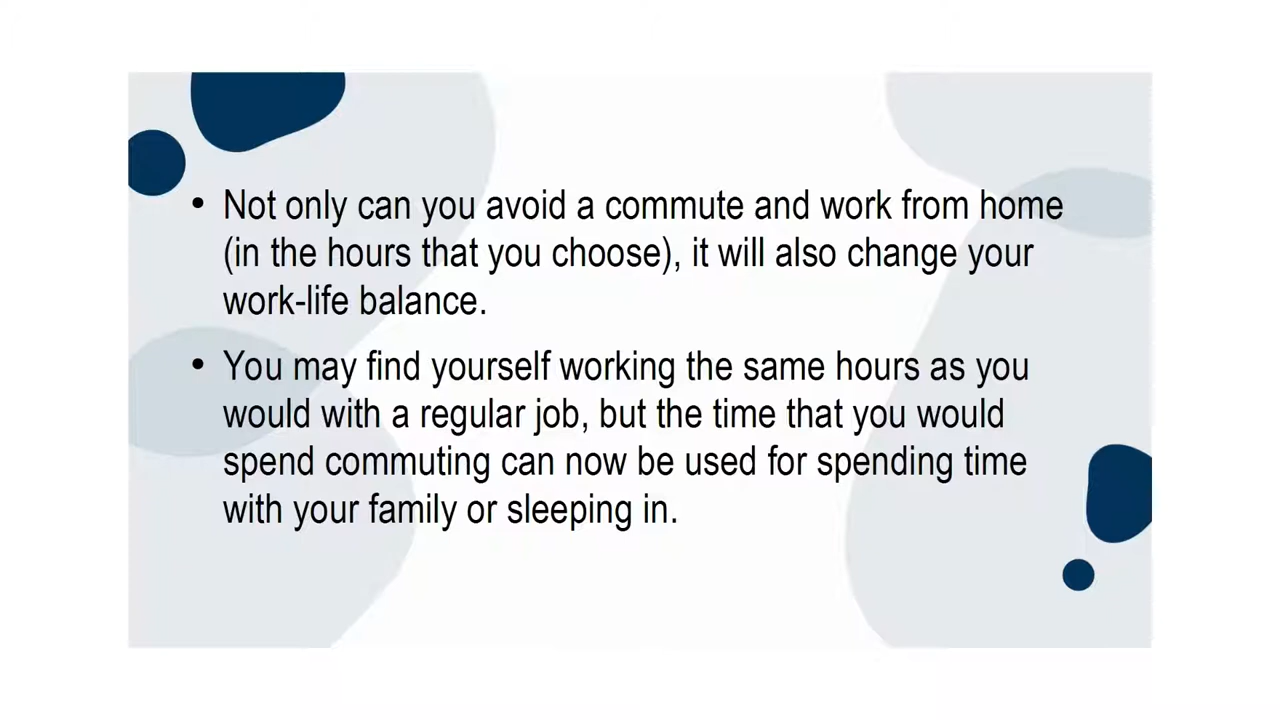 • Not only can you avoid a commute and work from home
(in the hours that you choose), it will also change your
work-life balance.
• You may find yourself working the same hours as you
would with a regular job, but the time that you would
spend commuting can now be used for spending time
with your family or sleeping in.